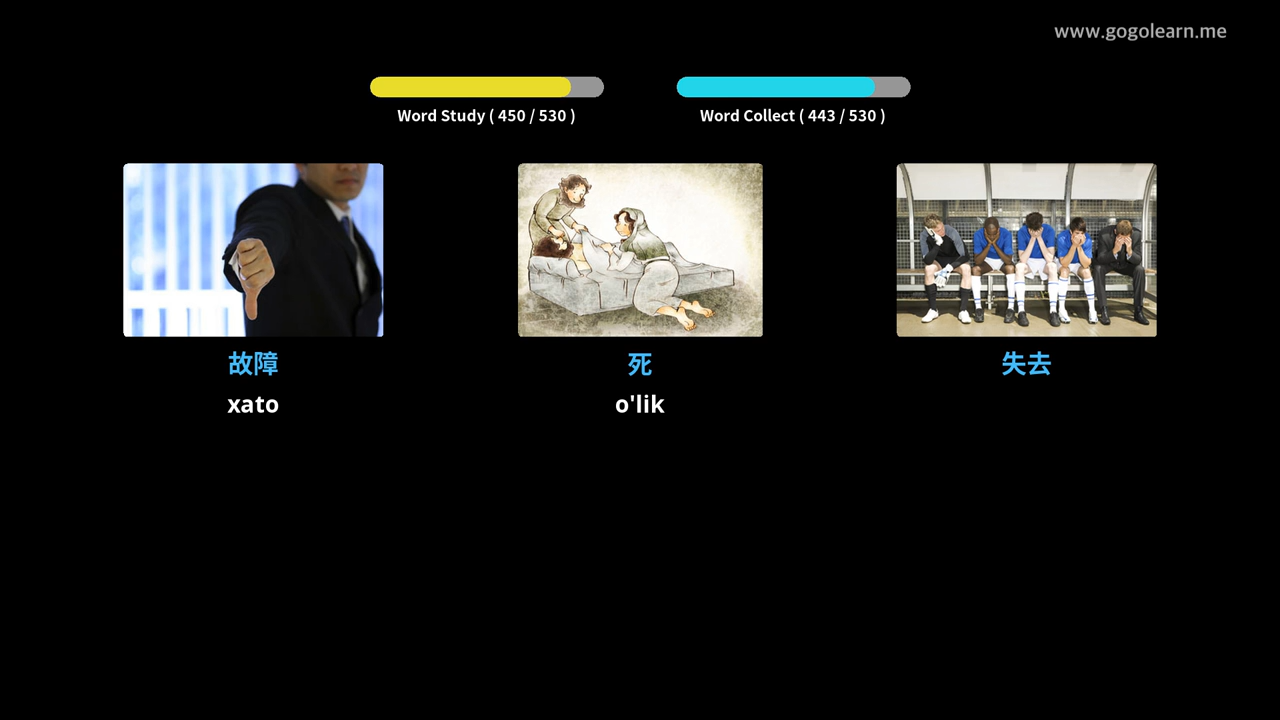 www.gogolearn.me
Word Study ( 450 / 530 )
Word Collect ( 443 / 530 )
故障
死
失去
xato
o'lik